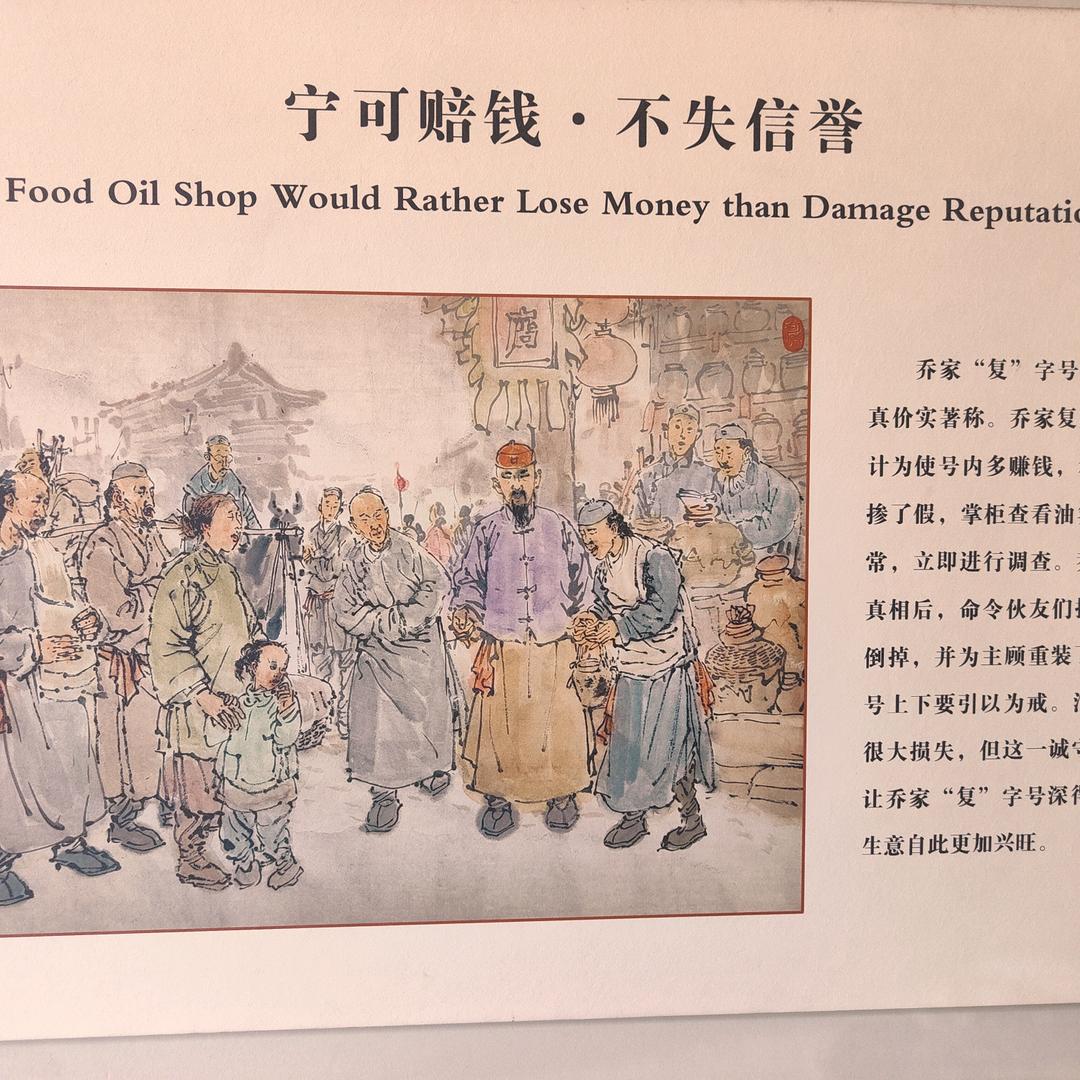 宁可赔钱·不失信誉
Food Oil Shop Would Rather Lose Money than Damage Reputatio
乔家“复”字号
真价实著称。乔家复
计为使号内多赚钱，
掺了假，掌柜查看油
常，立即进行调查。
真相后，命令伙友们
倒掉，并为主顾重装
号上下要引以为戒。
很大损失，但这一诚
让乔家“复”字号深得
生意自此更加兴旺。